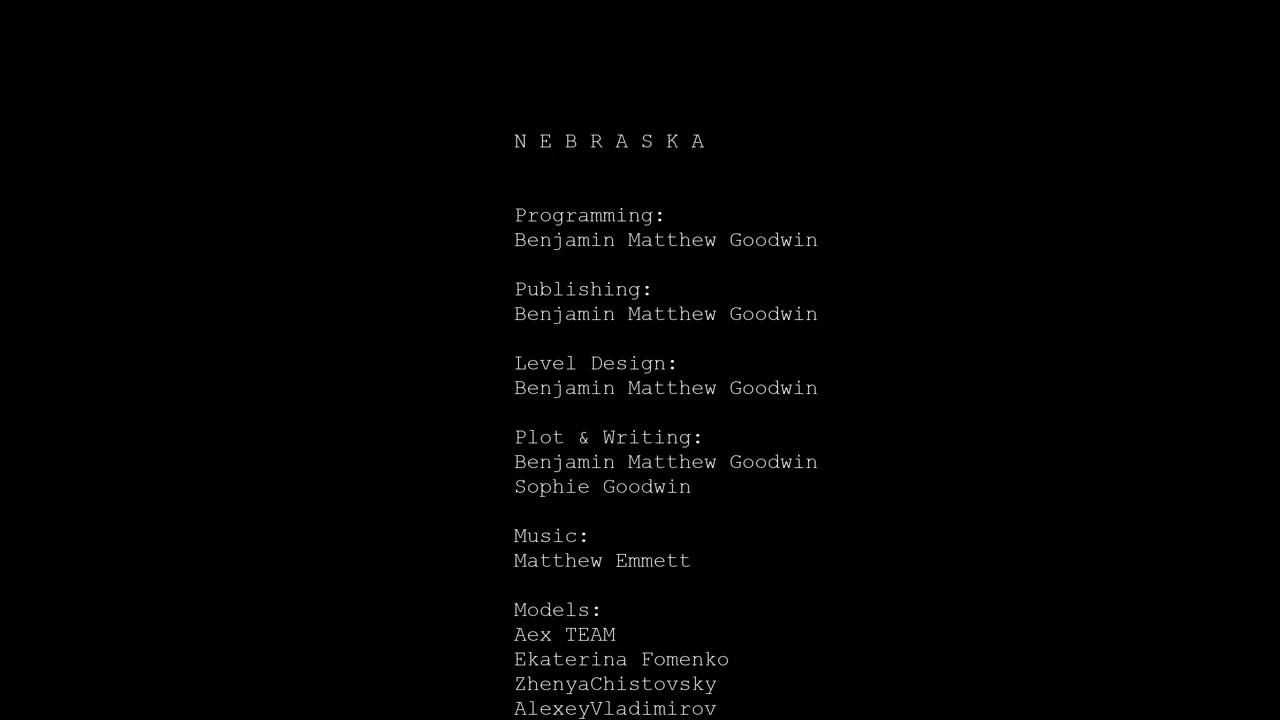 N E B R A S K A
Programming:
Benjamin Matthew Goodwin
Publishing:
Benjamin Matthew Goodwin
Level Design:
Benjamin Matthew Goodwin
Plot & Writing:
Benjamin Matthew Goodwin
Sophie Goodwin
Music:
Matthew Emmett
Models:
Aex TEAM
Ekaterina Fomenko
ZhenyaChistovsky
AlexeyVladimirov